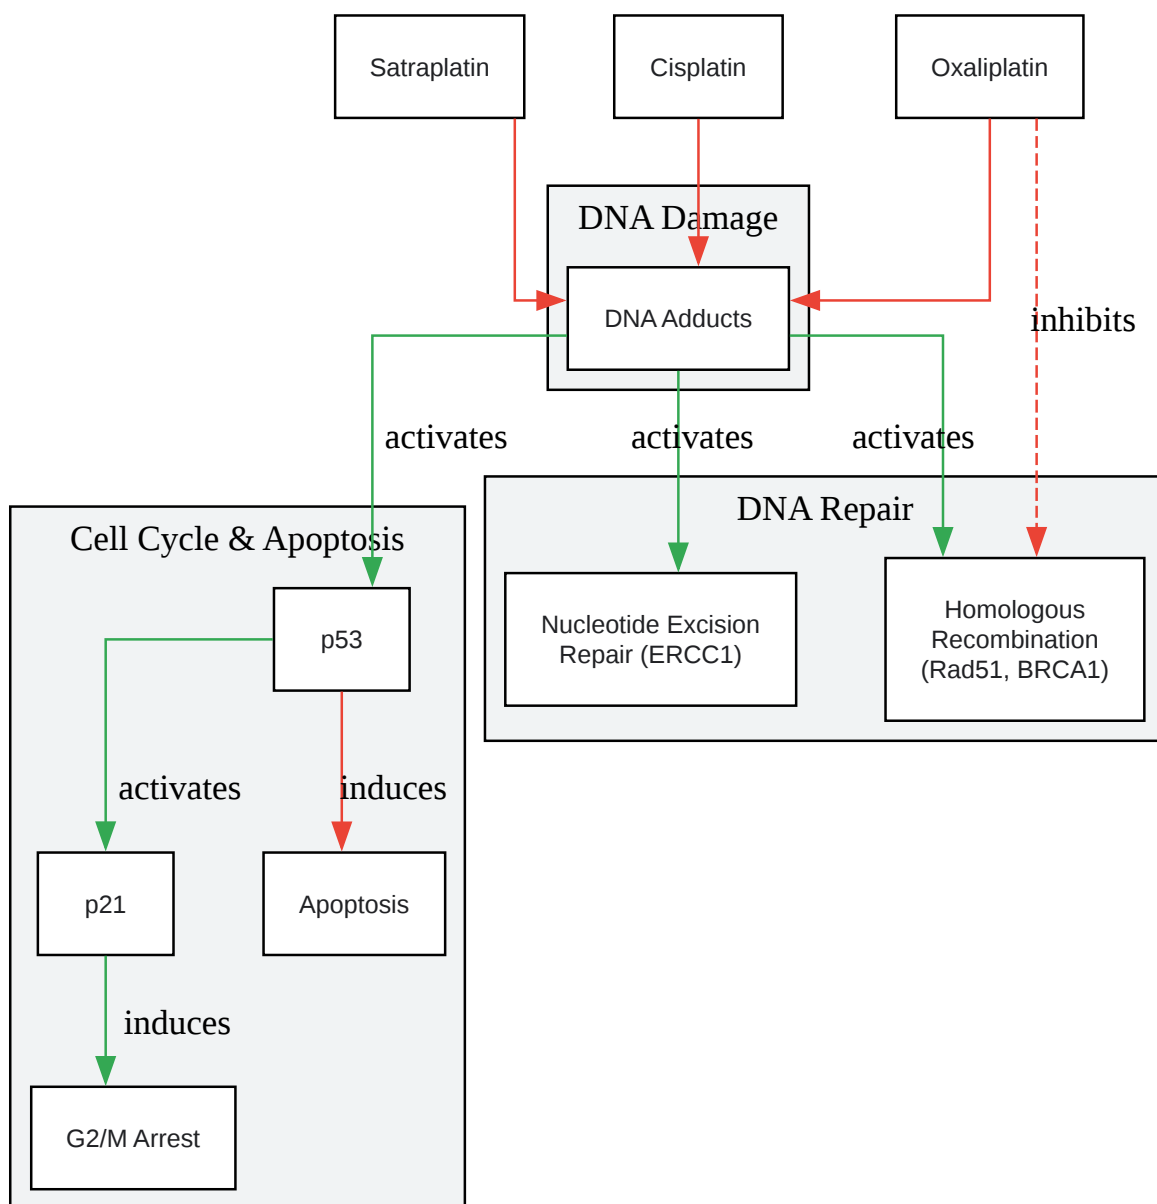 Satraplatin
Cisplatin
Oxaliplatin
DNA Damage
DNA Adducts
inhibits
activates
activates
activates
DNA Repair
Cell Cycle & Apoptosis
Nucleotide Excision
Repair (ERCC1)
Homologous
Recombination
(Rad51, BRCA1)
p53
activates
induces
p21
Apoptosis
induces
G2/M Arrest